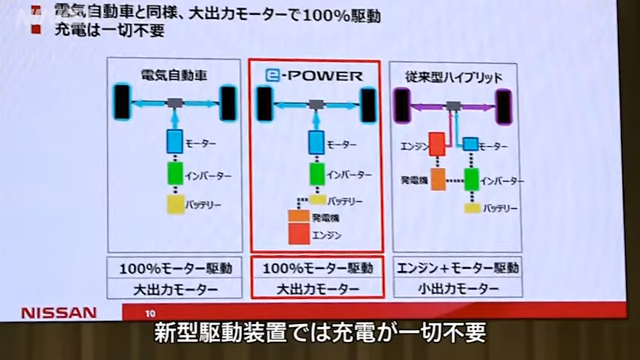 電気自動車と同様、大出力モーターで100%駆動
充電は一切不要
電気自動車
モーター
インバーター
バッテリー
100%モーター駆動
大出力モーター
e-POWER
モーター
インバーター
バッテリー
発電機
エンジン
100%モーター駆動
大出力モーター
従来型ハイブリッド
エンジン
モーター
発電機
インバーター
バッテリー
エンジン+モーター駆動
小出力モーター
NISSAN
10
新型駆動装置では充電が一切不要